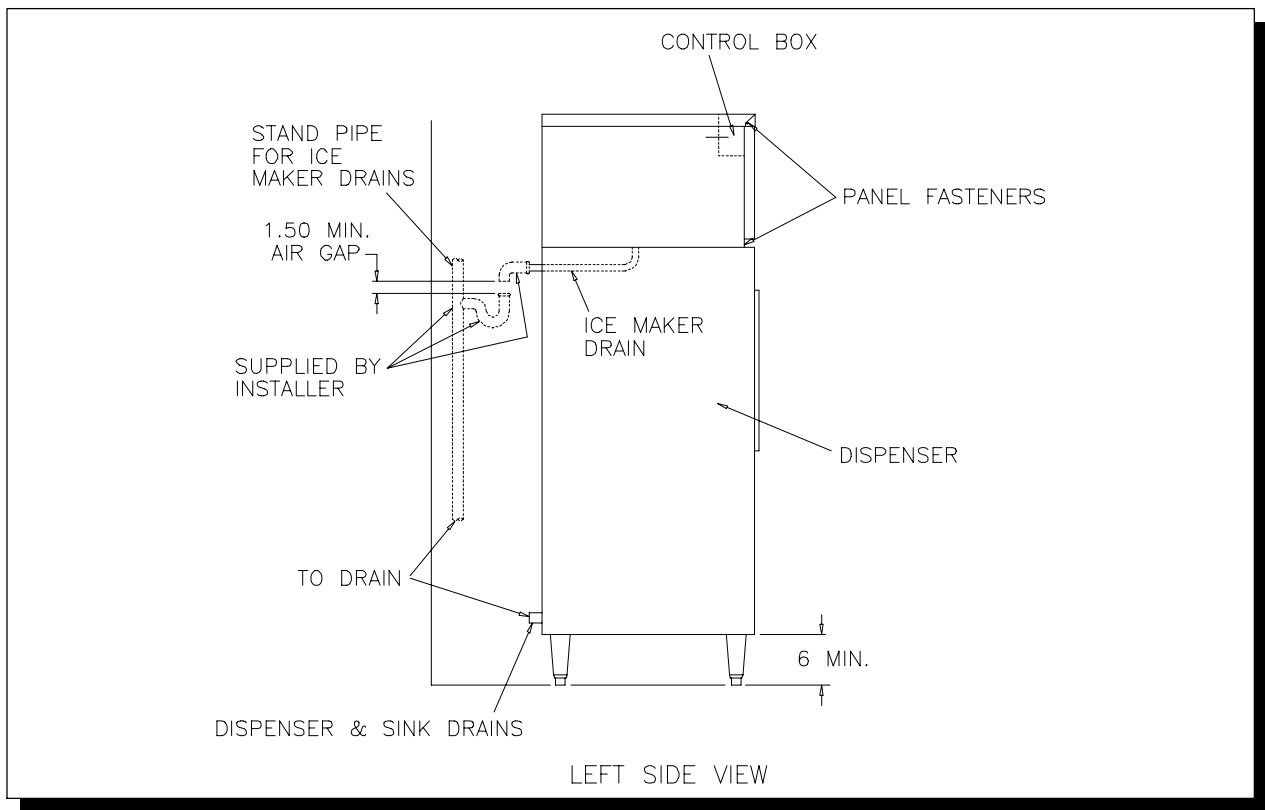 CONTROL BOX
STAND PIPE
FOR ICE
MAKER DRAINS
PANEL FASTENERS
1.50 MIN.
AIR GAP
ICE MAKER
DRAIN
SUPPLIED BY
INSTALLER
DISPENSER
TO DRAIN
6 MIN.
DISPENSER & SINK DRAINS
LEFT SIDE VIEW